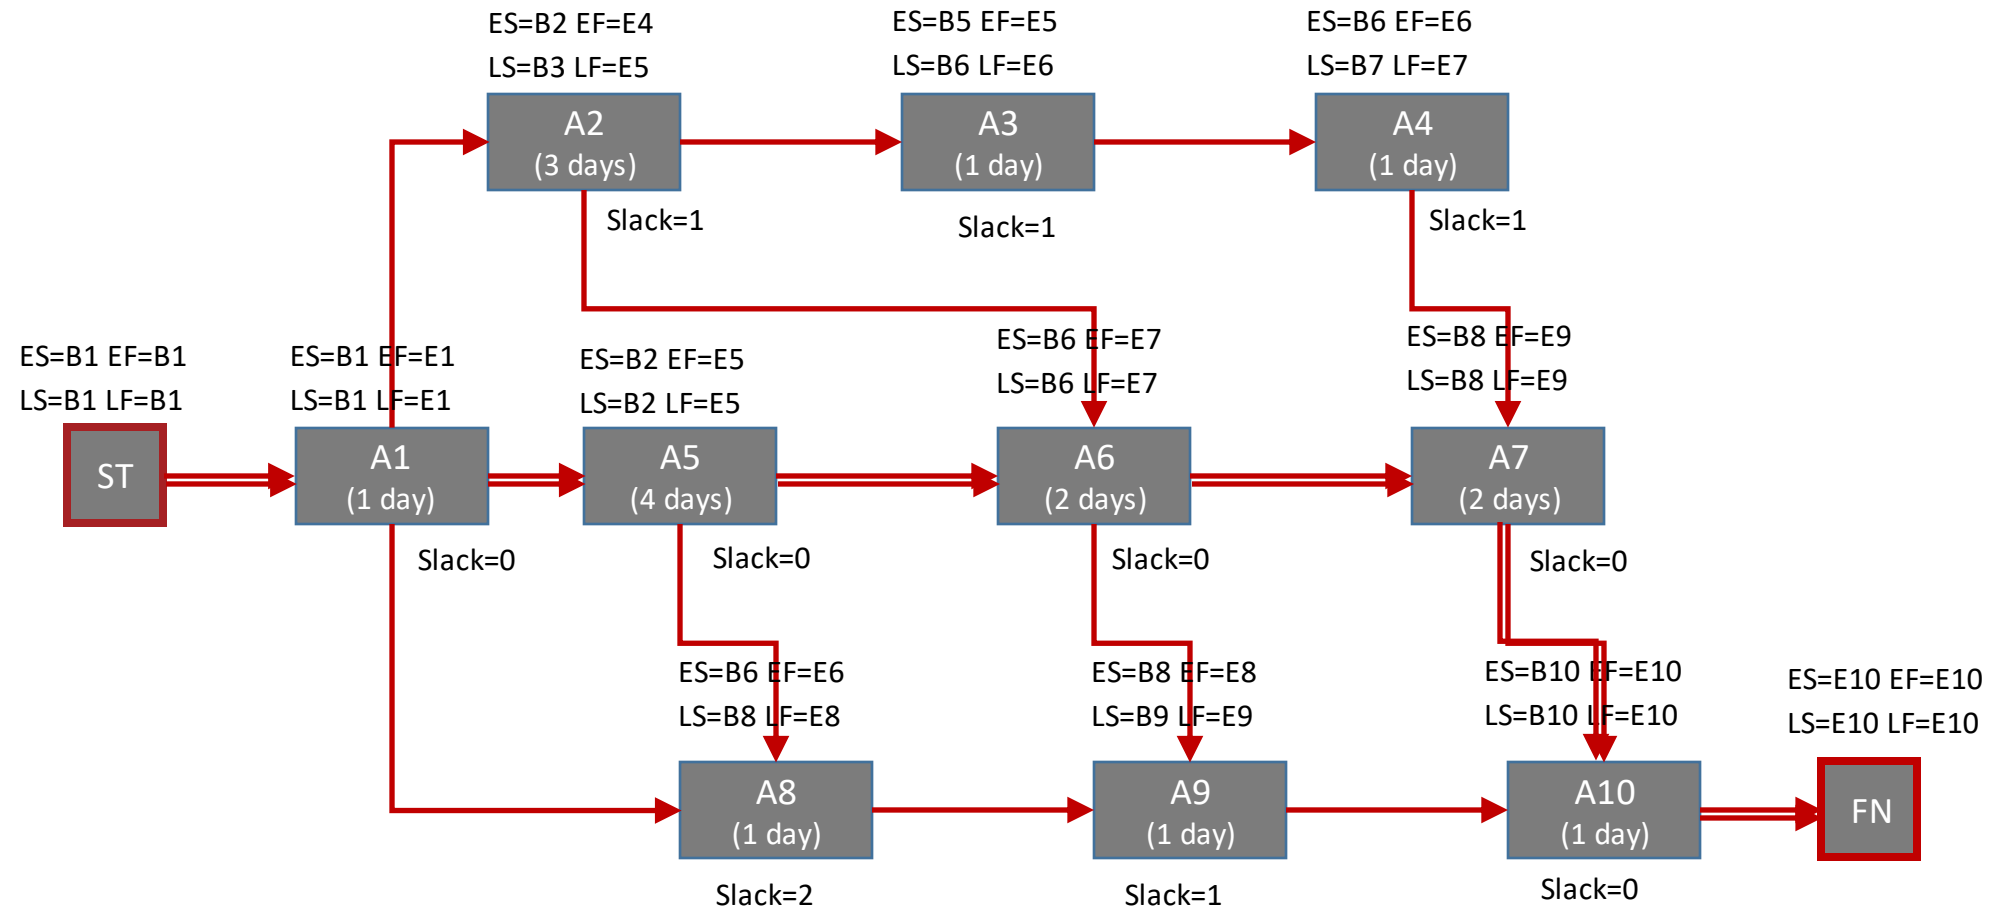 ES=B2 EF=E4
LS=B3 LF=E5
A2
(3 days)
Slack=1
ES=B5 EF=E5
LS=B6 LF=E6
A3
(1 day)
Slack=1
ES=B6 EF=E6
LS=B7 LF=E7
A4
(1 day)
Slack=1
ES=B1 EF=B1
LS=B1 LF=B1
ST
ES=B1 EF=E1
LS=B1 LF=E1
A1
(1 day)
Slack=0
ES=B2 EF=E5
LS=B2 LF=E5
A5
(4 days)
Slack=0
ES=B6 EF=E7
LS=B6 LF=E7
A6
(2 days)
Slack=0
ES=B8 EF=E9
LS=B8 LF=E9
A7
(2 days)
Slack=0
ES=B6 EF=E6
LS=B8 LF=E8
A8
(1 day)
Slack=2
ES=B8 EF=E8
LS=B9 LF=E9
A9
(1 day)
Slack=1
ES=B10 EF=E10
LS=B10 LF=E10
A10
(1 day)
Slack=0
ES=E10 EF=E10
LS=E10 LF=E10
FN